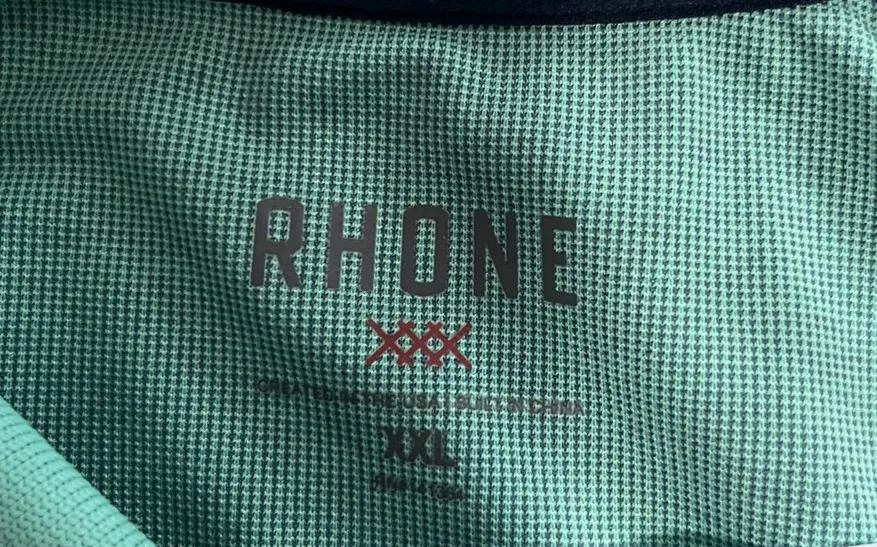 RHONE
CREATED IN THE USA | BUILT IN CHINA
XXL